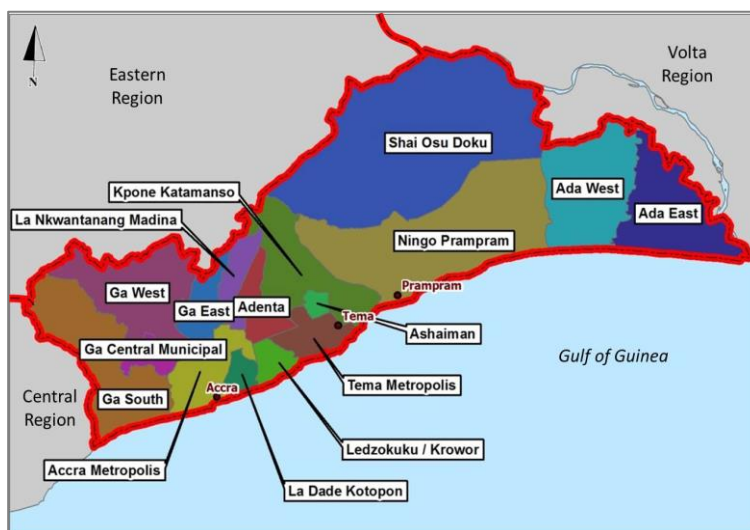 Volta
Region
Eastern
Region
N
Shai Osu Doku
Kpone Katamanso
Ada West
La Nkwantanang Madina
Ada East
Ningo Prampram
Ga West
Prampram
Ga East
Adenta
Tema
Ashaiman
Ga Central Municipal
Gulf of Guinea
Central
Region
Ga South
Accra
Tema Metropolis
Ledzokuku / Krowor
Accra Metropolis
La Dade Kotopon